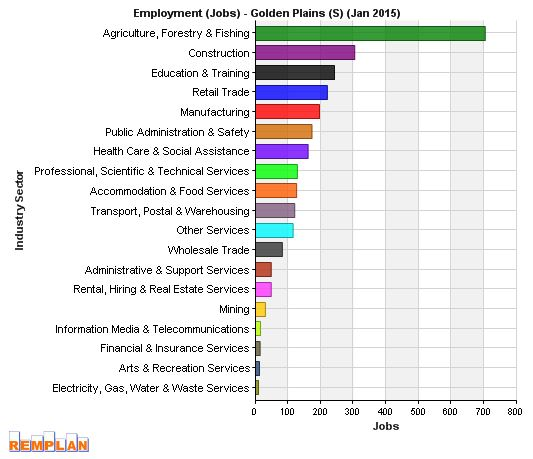 Employment (Jobs) - Golden Plains (S) (Jan 2015)
Industry Sector
Agriculture, Forestry & Fishing
Construction
Education & Training
Retail Trade
Manufacturing
Public Administration & Safety
Health Care & Social Assistance
Professional, Scientific & Technical Services
Accommodation & Food Services
Transport, Postal & Warehousing
Other Services
Wholesale Trade
Administrative & Support Services
Rental, Hiring & Real Estate Services
Mining
Information Media & Telecommunications
Financial & Insurance Services
Arts & Recreation Services
Electricity, Gas, Water & Waste Services
0 100 200 300 400 500 600 700 800
Jobs
REMPLAN